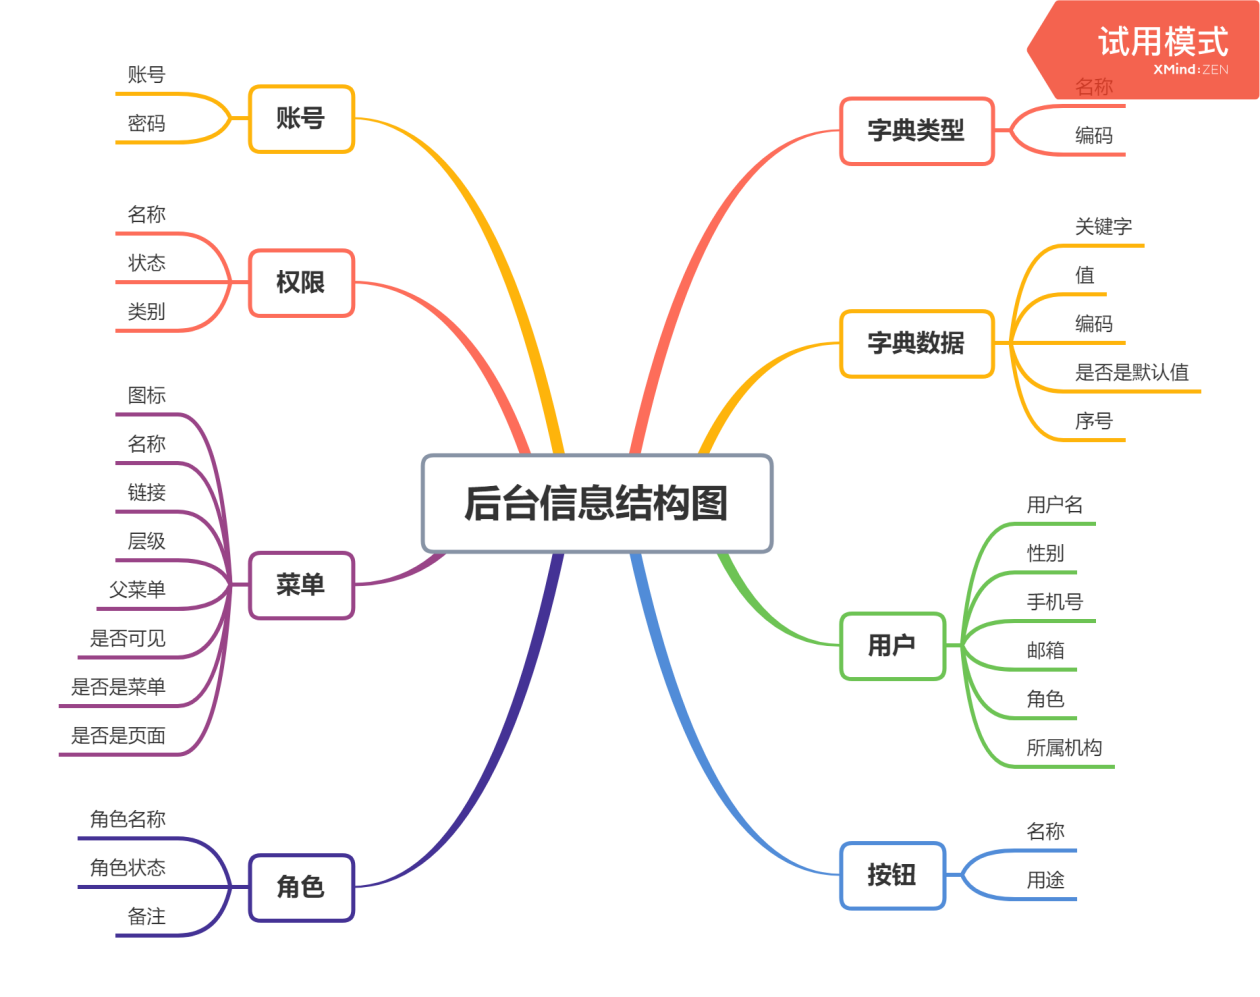 试用模式
XMind:ZEN
后台信息结构图
字典类型
名称
编码
字典数据
关键字
值
编码
是否是默认值
序号
用户
用户名
性别
手机号
邮箱
角色
所属机构
按钮
名称
用途
账号
账号
密码
权限
名称
状态
类别
菜单
图标
名称
链接
层级
父菜单
是否可见
是否是菜单
是否是页面
角色
角色名称
角色状态
备注